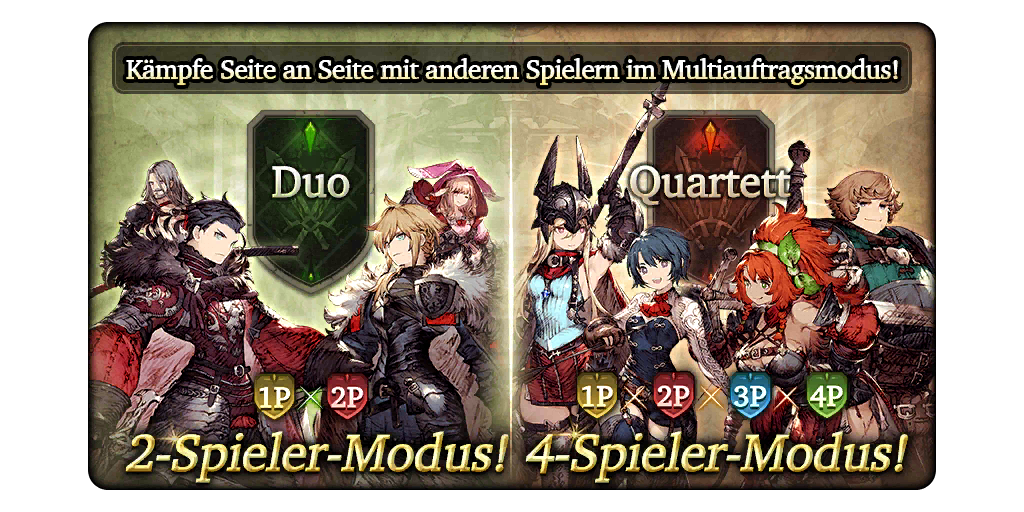 Kämpfe Seite an Seite mit anderen Spielern im Multiauftragsmodus!
Duo
Quartett
1P × 2P
1P × 2P × 3P × 4P
2-Spieler-Modus!
4-Spieler-Modus!